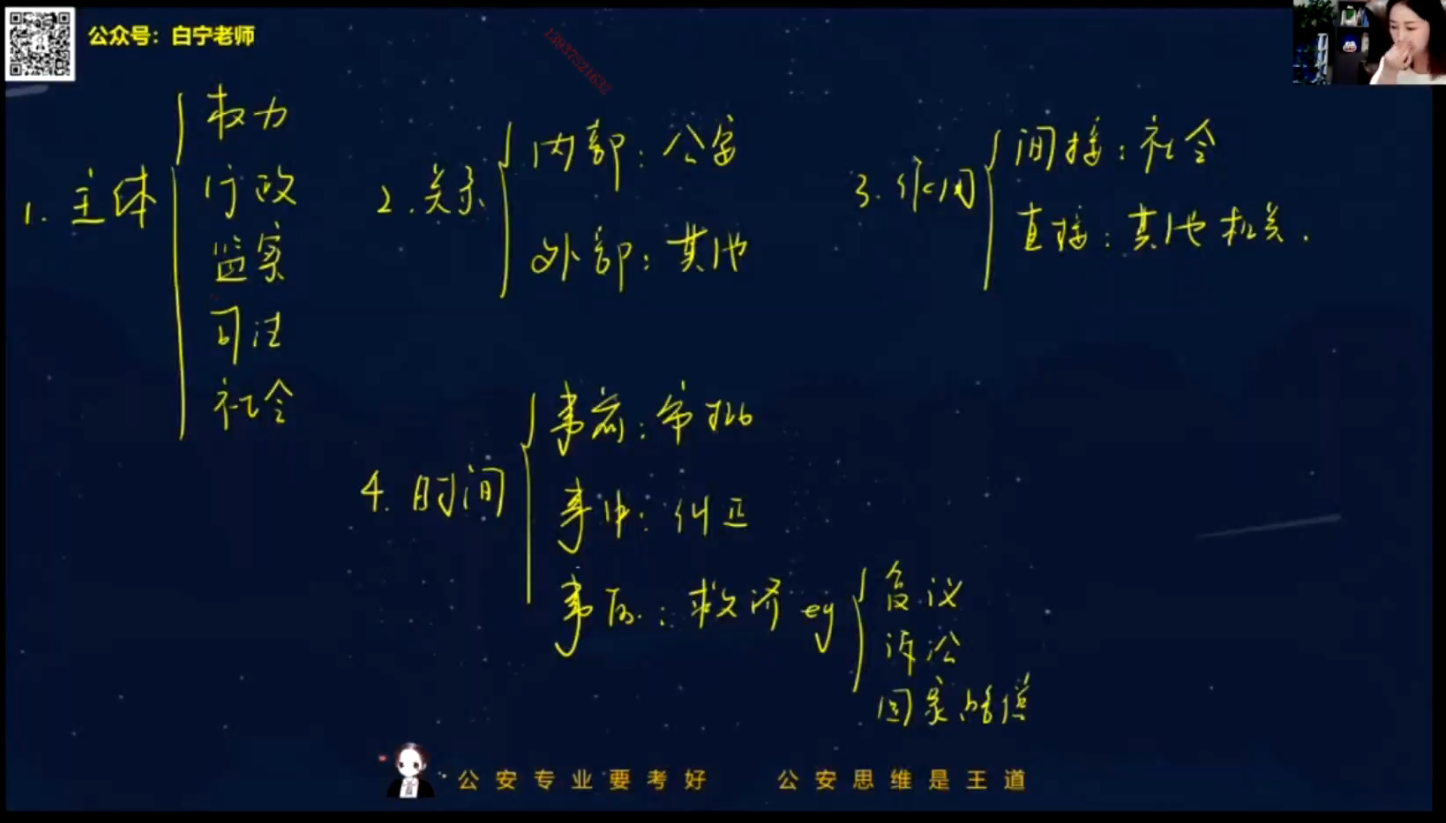 公众号：白宁老师
13937521632
1. 主体
权力
行政
监察
司法
社会
2. 关系
内部：公安
外部：其他
3. 作用
间接：社会
直接：其他机关.
4. 时间
事前：审批
事中：纠正
事后：救济 eg
复议
诉讼
国家赔偿
公安专业要考好 公安思维是王道